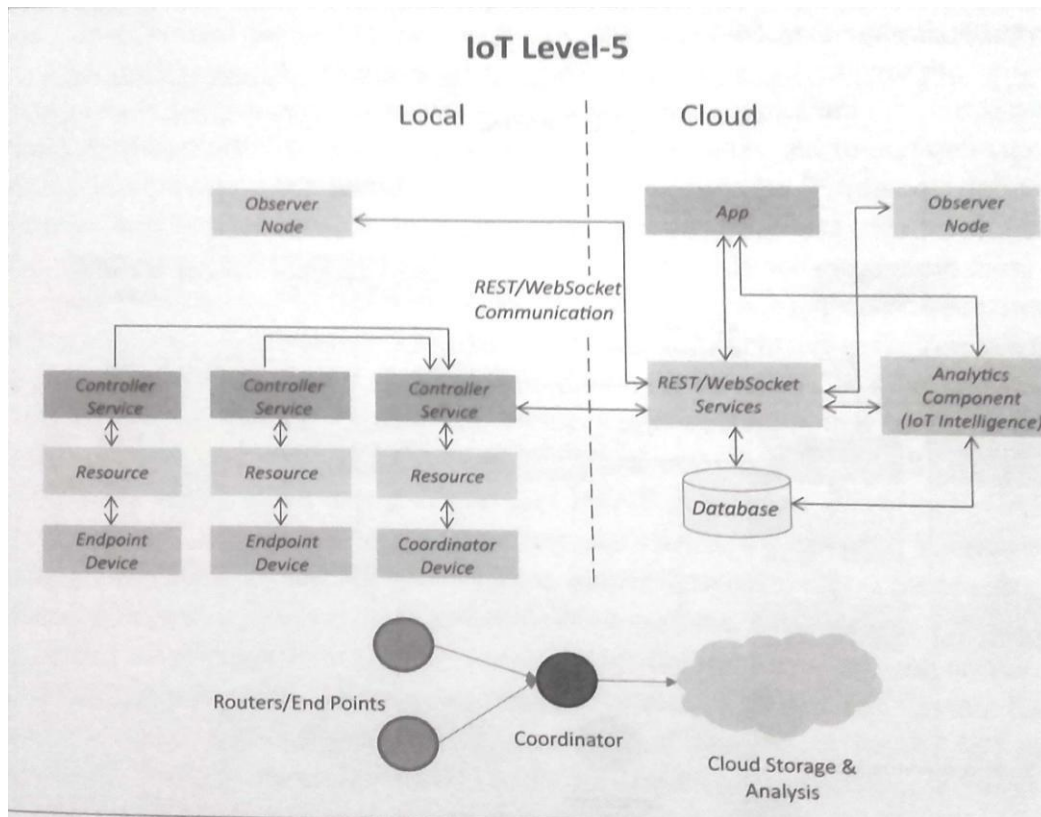 IoT Level-5
Local
Cloud
Observer
Node
App
Observer
Node
REST/WebSocket
Communication
Controller
Service
Controller
Service
Controller
Service
REST/WebSocket
Services
Analytics
Component
(IoT Intelligence)
Resource
Resource
Resource
Database
Endpoint
Device
Endpoint
Device
Coordinator
Device
Routers/End Points
Coordinator
Cloud Storage &
Analysis